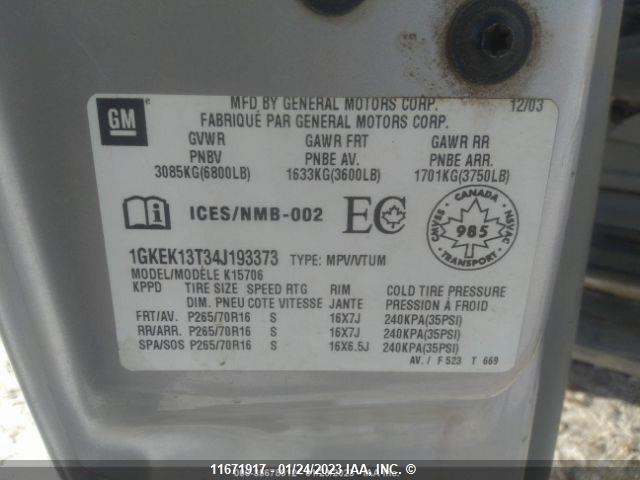 GM
MFD BY GENERAL MOTORS CORP. 12/03
FABRIQUÉ PAR GENERAL MOTORS CORP.
GVWR GAWR FRT GAWR RR
PNBV PNBE AV. PNBE ARR.
3085KG(6800LB) 1633KG(3600LB) 1701KG(3750LB)
ICES/NMB-002 EC CANADA CMVSS 985 NSVAC
1GKEK13T34J193373 TYPE: MPV/VTUM
MODEL/MODÈLE K15706
KPPD TIRE SIZE SPEED RTG RIM COLD TIRE PRESSURE
DIM. PNEU COTE VITESSE JANTE PRESSION À FROID
FRT/AV. P265/70R16 S 16X7J 240KPA(35PSI)
RR/ARR. P265/70R16 S 16X7J 240KPA(35PSI)
SPA/SOS P265/70R16 S 16X6.5J 240KPA(35PSI)
AV. / F 523 T 669
11671917 - 01/24/2023 IAA, Inc.